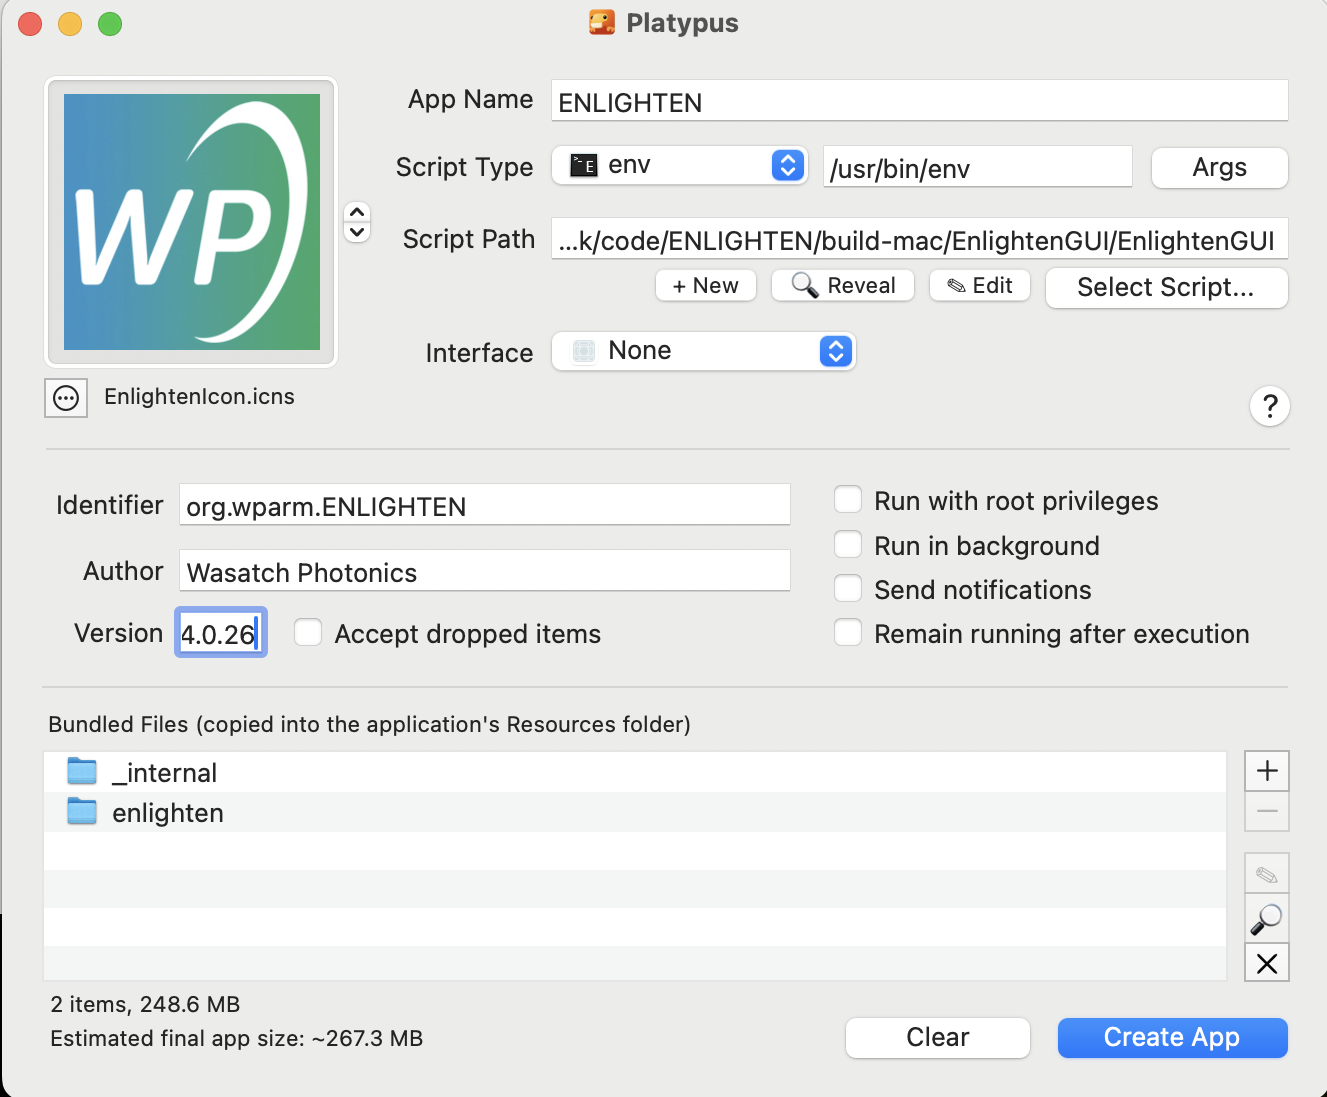 Platypus
WP
App Name ENLIGHTEN
Script Type env /usr/bin/env Args
Script Path ...k/code/ENLIGHTEN/build-mac/EnlightenGUI/EnlightenGUI
+ New Reveal Edit Select Script...
Interface None
EnlightenIcon.icns ?
Identifier org.wparm.ENLIGHTEN
Author Wasatch Photonics
Version 4.0.26 Accept dropped items
Run with root privileges
Run in background
Send notifications
Remain running after execution
Bundled Files (copied into the application's Resources folder)
_internal
enlighten
2 items, 248.6 MB
Estimated final app size: ~267.3 MB
Clear Create App